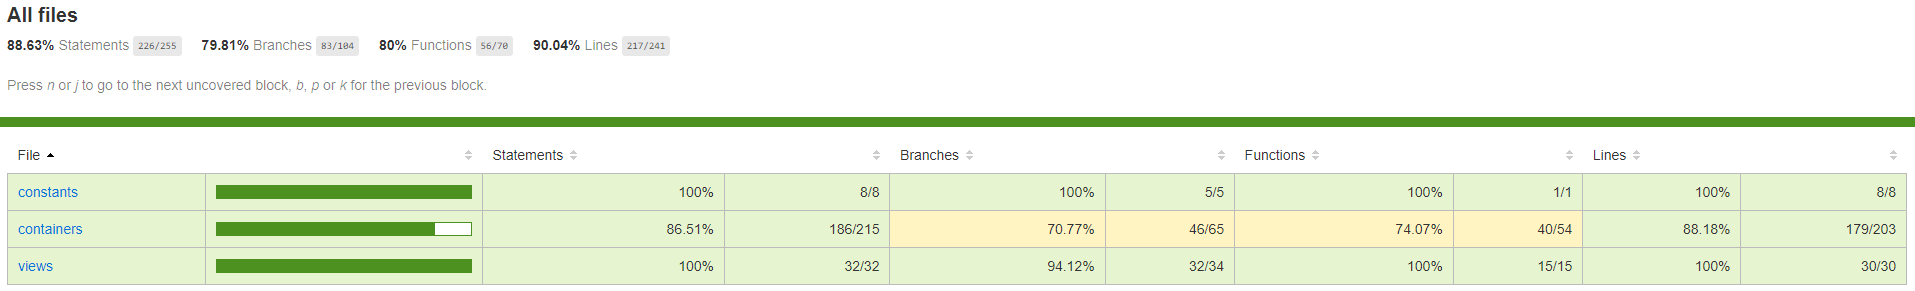 All files
88.63% Statements 226/255 79.81% Branches 83/104 80% Functions 56/70 90.04% Lines 217/241
Press n or j to go to the next uncovered block, b, p or k for the previous block.
File Statements Branches Functions Lines
constants 100% 8/8 100% 5/5 100% 1/1 100% 8/8
containers 86.51% 186/215 70.77% 46/65 74.07% 40/54 88.18% 179/203
views 100% 32/32 94.12% 32/34 100% 15/15 100% 30/30